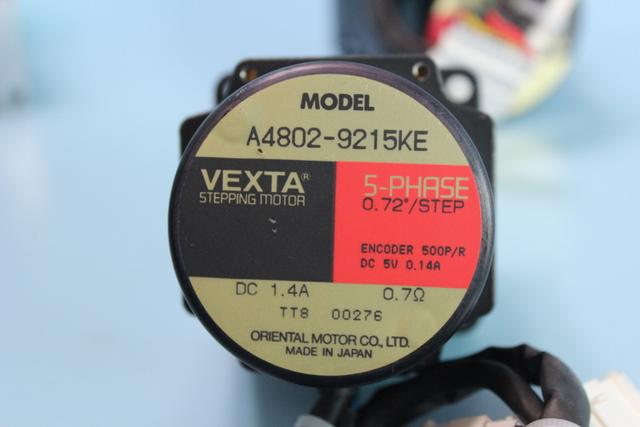 MODEL
A4802-9215KE
VEXTA®
STEPPING MOTOR
5-PHASE
0.72°/STEP
ENCODER 500P/R
DC 5V 0.14A
DC 1.4A 0.7Ω
TT8 00276
ORIENTAL MOTOR CO., LTD.
MADE IN JAPAN